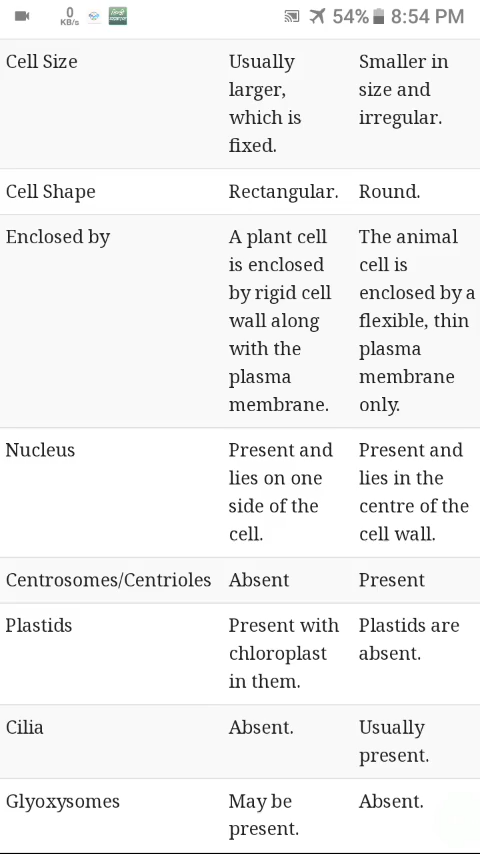 0
KB/s
54% 8:54 PM
Cell Size Usually Smaller in
larger, size and
which is irregular.
fixed.
Cell Shape Rectangular. Round.
Enclosed by A plant cell The animal
is enclosed cell is
by rigid cell enclosed by a
wall along flexible, thin
with the plasma
plasma membrane
membrane. only.
Nucleus Present and Present and
lies on one lies in the
side of the centre of the
cell. cell wall.
Centrosomes/Centrioles Absent Present
Plastids Present with Plastids are
chloroplast absent.
in them.
Cilia Absent. Usually
present.
Glyoxysomes May be Absent.
present.